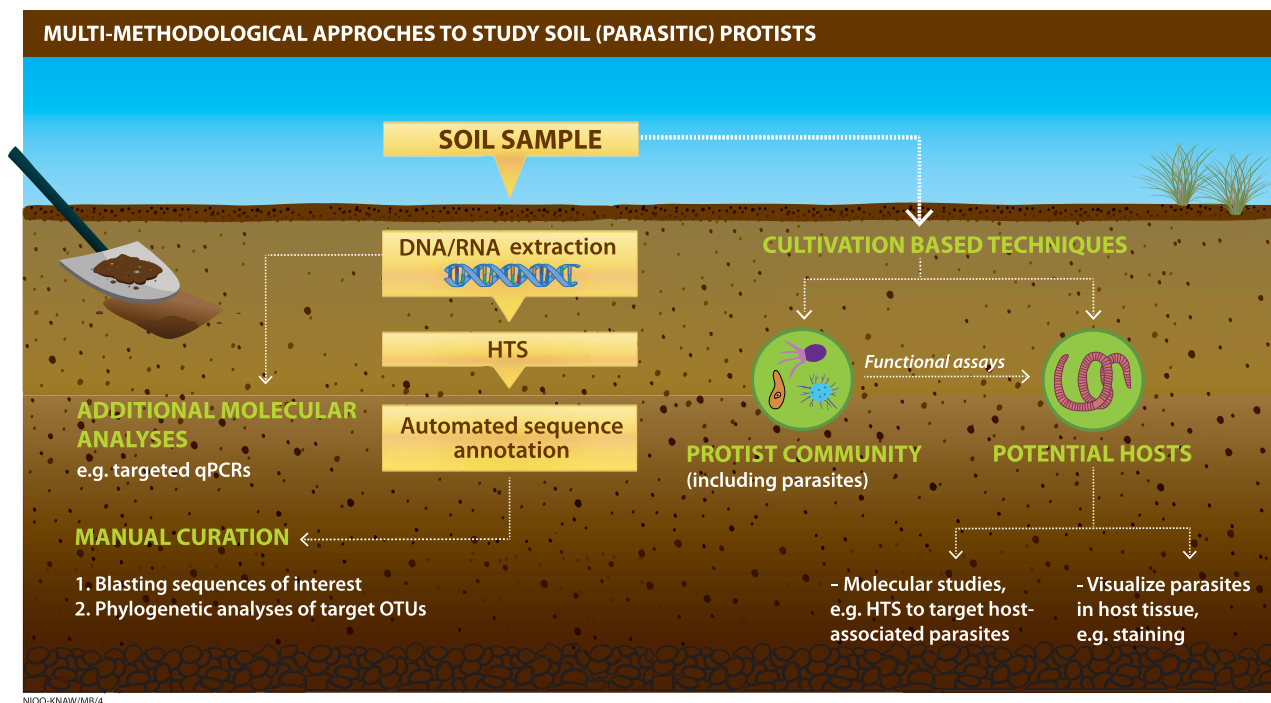 MULTI-METHODOLOGICAL APPROCHES TO STUDY SOIL (PARASITIC) PROTISTS
SOIL SAMPLE
DNA/RNA extraction
HTS
Automated sequence
annotation
ADDITIONAL MOLECULAR
ANALYSES
e.g. targeted qPCRs
MANUAL CURATION
1. Blasting sequences of interest
2. Phylogenetic analyses of target OTUs
CULTIVATION BASED TECHNIQUES
Functional assays
PROTIST COMMUNITY
(including parasites)
POTENTIAL HOSTS
- Molecular studies,
e.g. HTS to target host-
associated parasites
- Visualize parasites
in host tissue,
e.g. staining
NIOO-KNAW/MB/4